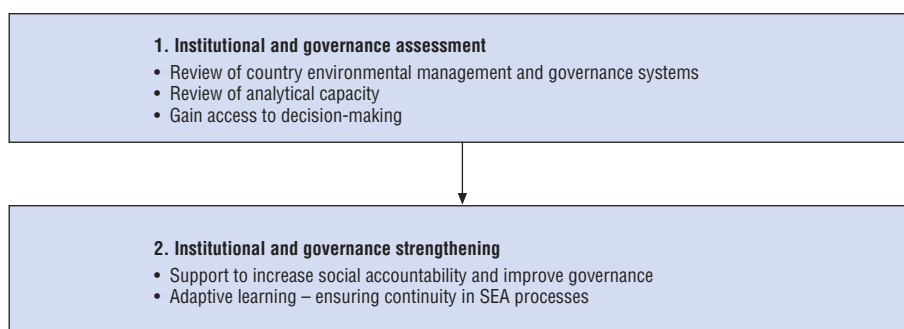 1. Institutional and governance assessment
• Review of country environmental management and governance systems
• Review of analytical capacity
• Gain access to decision-making
2. Institutional and governance strengthening
• Support to increase social accountability and improve governance
• Adaptive learning – ensuring continuity in SEA processes